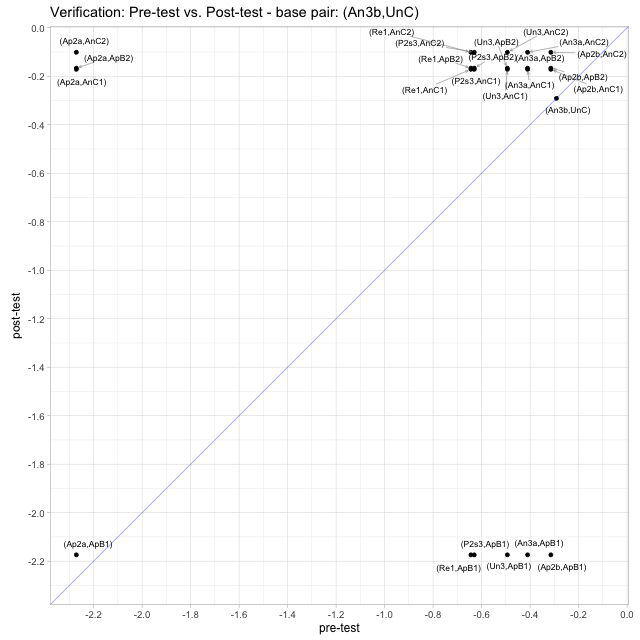 Verification: Pre-test vs. Post-test - base pair: (An3b,UnC)
0.0
(Re1,AnC2)
(Un3,AnC2)
(Ap2a,AnC2)
(P2s3,AnC2)
(Un3,ApB2)
(An3a,AnC2)
(Ap2b,AnC2)
(Ap2a,ApB2)
(Re1,ApB2)
(P2s3,ApB2)
(An3a,ApB2)
-0.2
(Ap2a,AnC1)
(P2s3,AnC1)
(Ap2b,ApB2)
(Re1,AnC1)
(An3a,AnC1)
(Ap2b,AnC1)
(Un3,AnC1)
(An3b,UnC)
-0.4
-0.6
-0.8
-1.0
-1.2
post-test
-1.4
-1.6
-1.8
-2.0
(Ap2a,ApB1)
(P2s3,ApB1)
(An3a,ApB1)
-2.2
(Re1,ApB1)
(Un3,ApB1)
(Ap2b,ApB1)
-2.2 -2.0 -1.8 -1.6 -1.4 -1.2 -1.0 -0.8 -0.6 -0.4 -0.2 0.0
pre-test